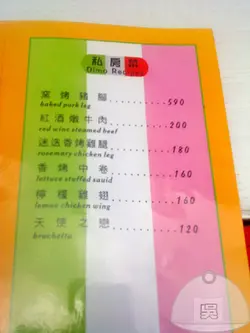 私房菜
Dimo Recipe
窯烤豬腳 590
baked pork leg
紅酒燉牛肉 200
red wine steamed beef
迷迭香烤雞腿 180
rosemary chicken leg
香烤中卷 160
lettuce stuffed squid
檸檬雞翅 160
lemon chicken wing
天使之戀 120
bruchetta
吳